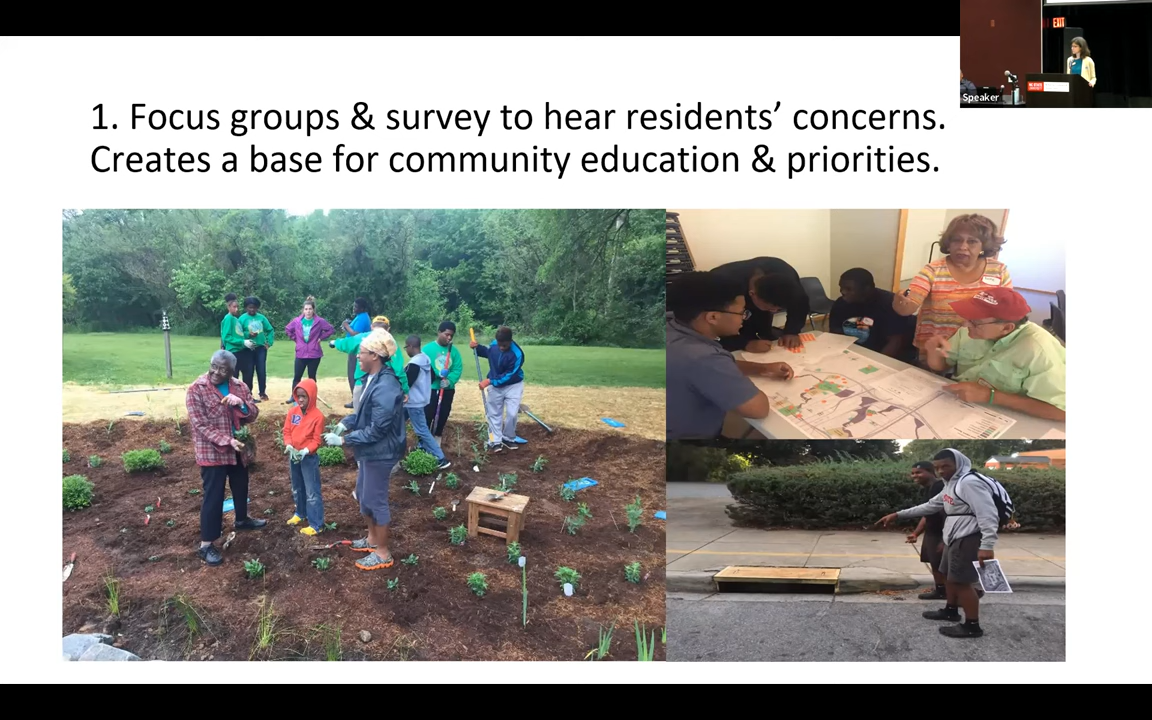 EXIT
Speaker
1. Focus groups & survey to hear residents’ concerns.
Creates a base for community education & priorities.